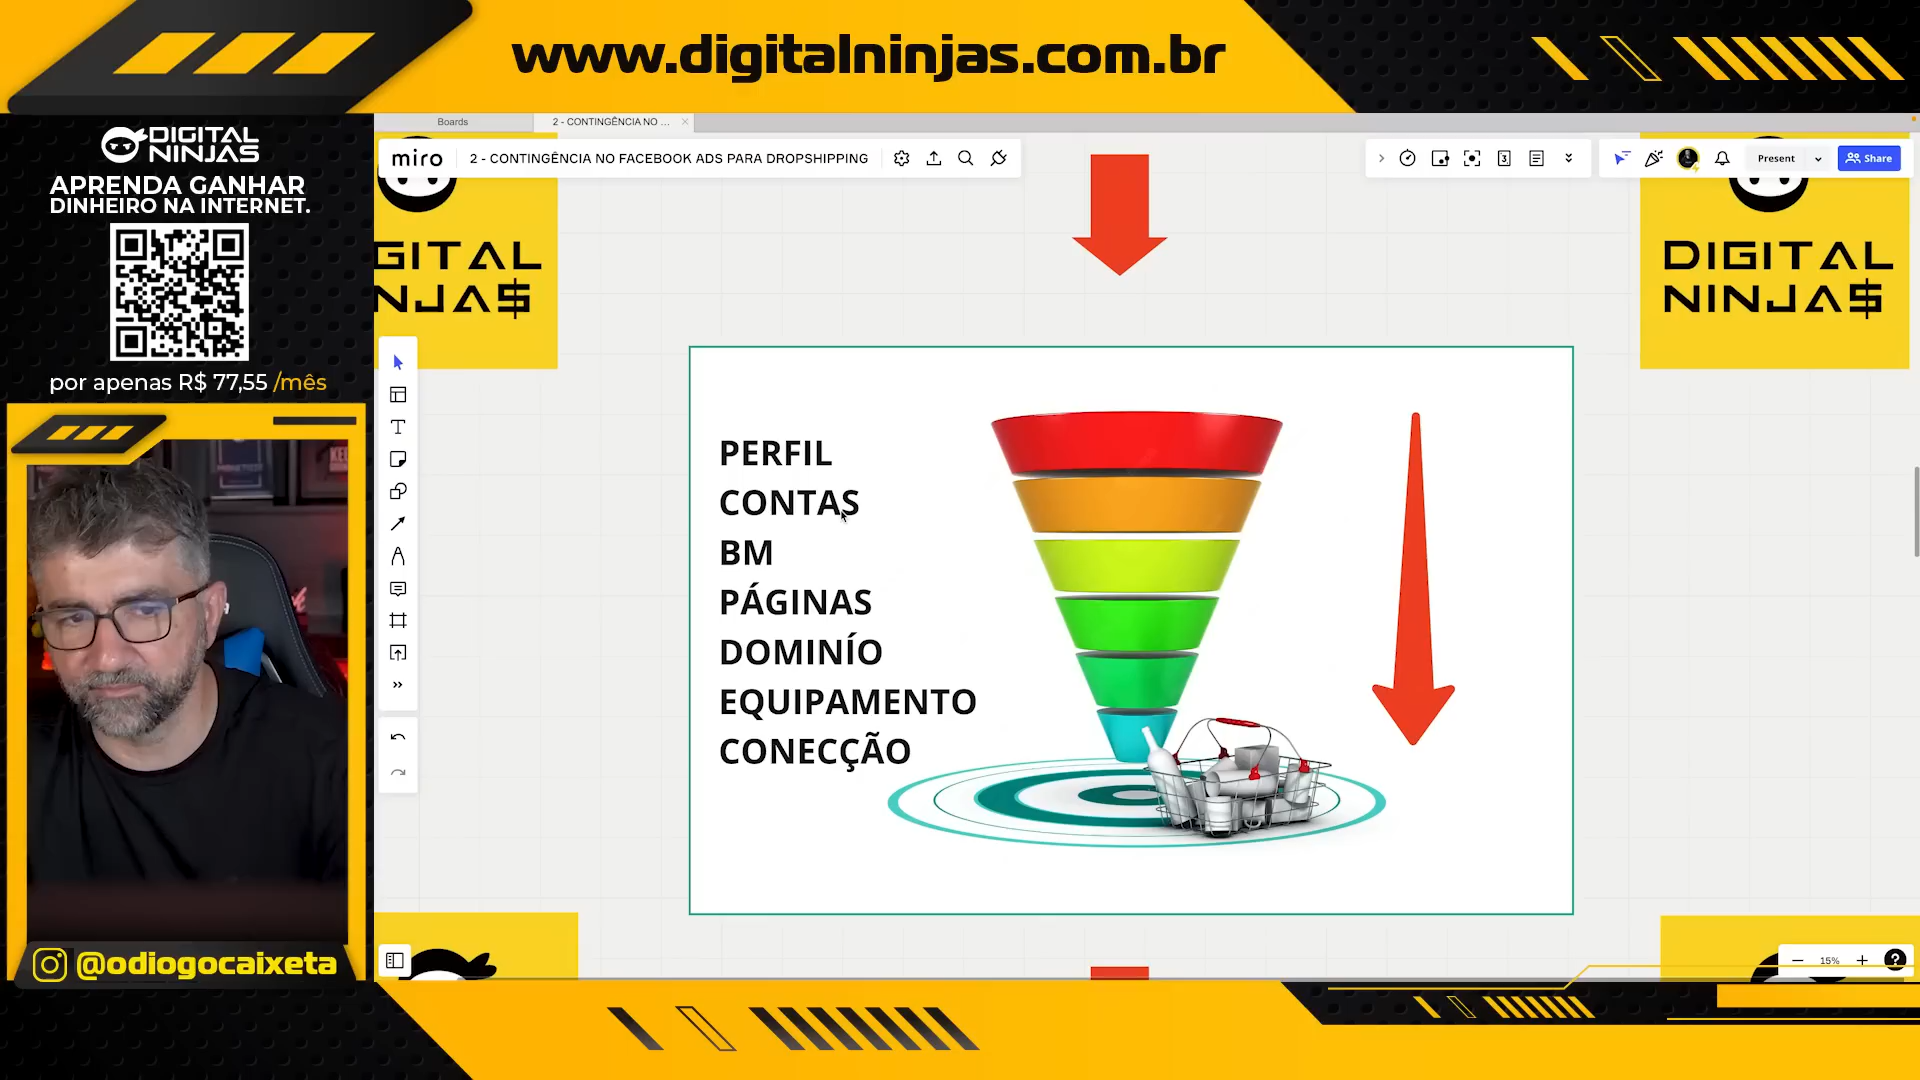 www.digitalninjas.com.br
DIGITAL
NINJAS
APRENDA GANHAR
DINHEIRO NA INTERNET.
por apenas R$ 77,55 /mês
@odiogocaixeta
Boards
2 - CONTINGÊNCIA NO ...
miro
2 - CONTINGÊNCIA NO FACEBOOK ADS PARA DROPSHIPPING
3
Present
Share
GITAL
NJA$
DIGITAL
NINJA$
PERFIL
CONTAS
BM
PÁGINAS
DOMINÍO
EQUIPAMENTO
CONECÇÃO
15%
?